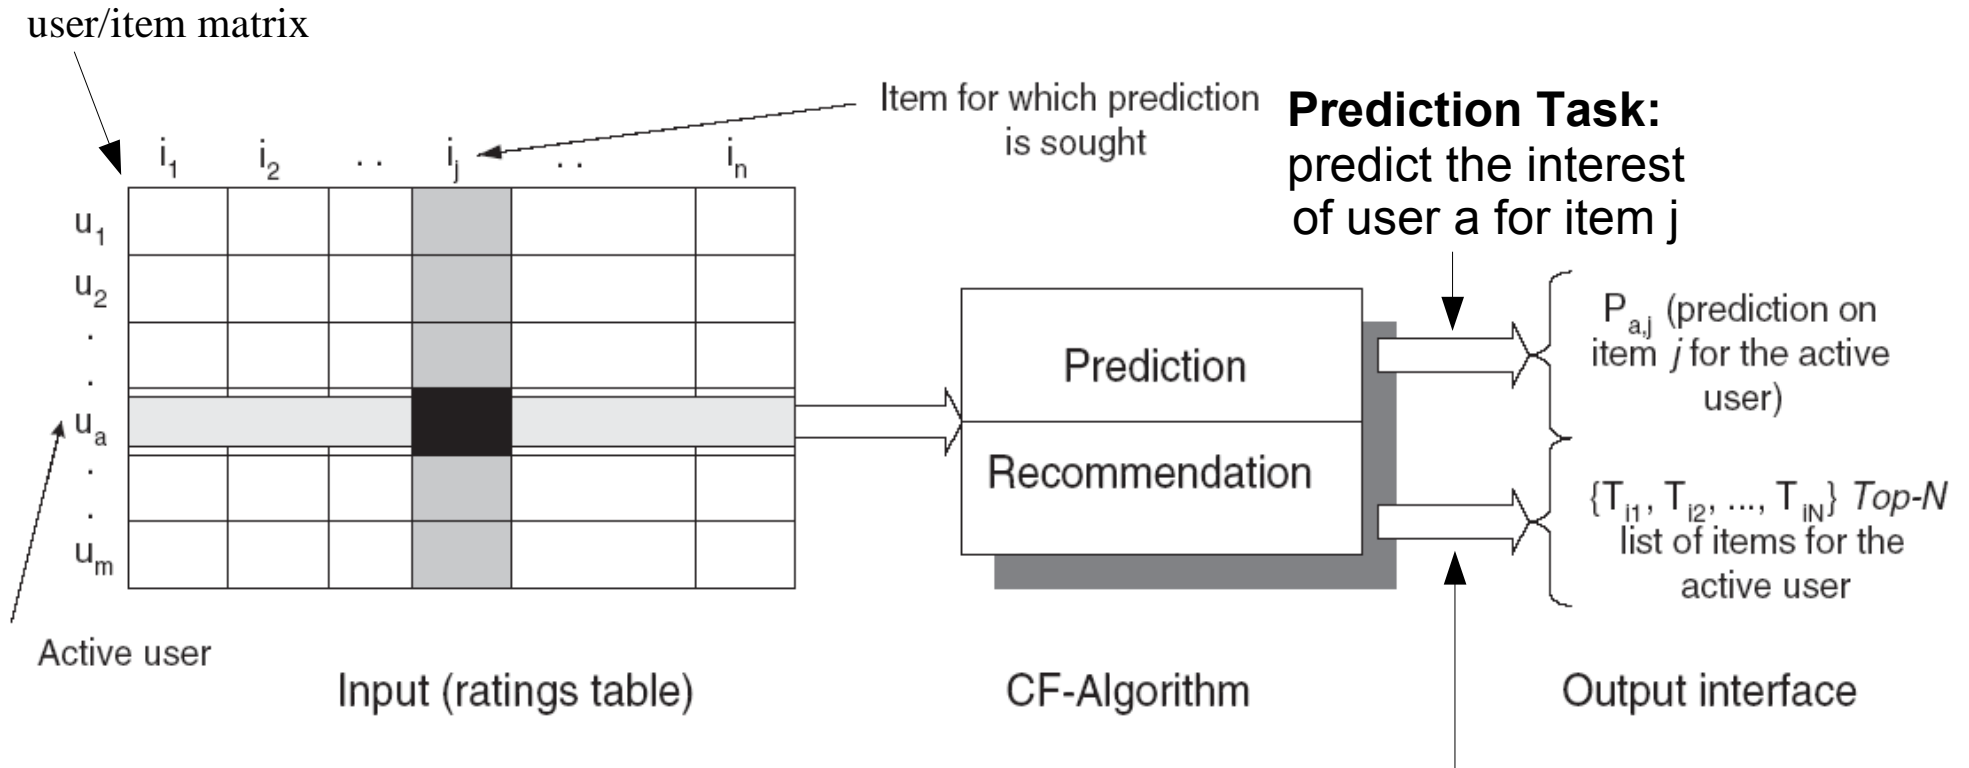 user/item matrix
Item for which prediction
is sought
Prediction Task:
predict the interest
of user a for item j
i1 i2 . . ij . . in
u1
u2
.
.
ua
.
.
um
Prediction
Recommendation
Pa,j (prediction on
item j for the active
user)
{Ti1, Ti2, ..., TiN} Top-N
list of items for the
active user
Active user
Input (ratings table)
CF-Algorithm
Output interface